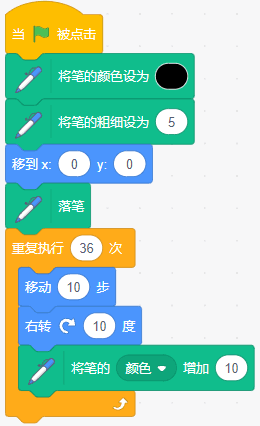 当 被点击
将笔的颜色设为
将笔的粗细设为 5
移到 x: 0 y: 0
落笔
重复执行 36 次
移动 10 步
右转 10 度
将笔的 颜色 增加 10